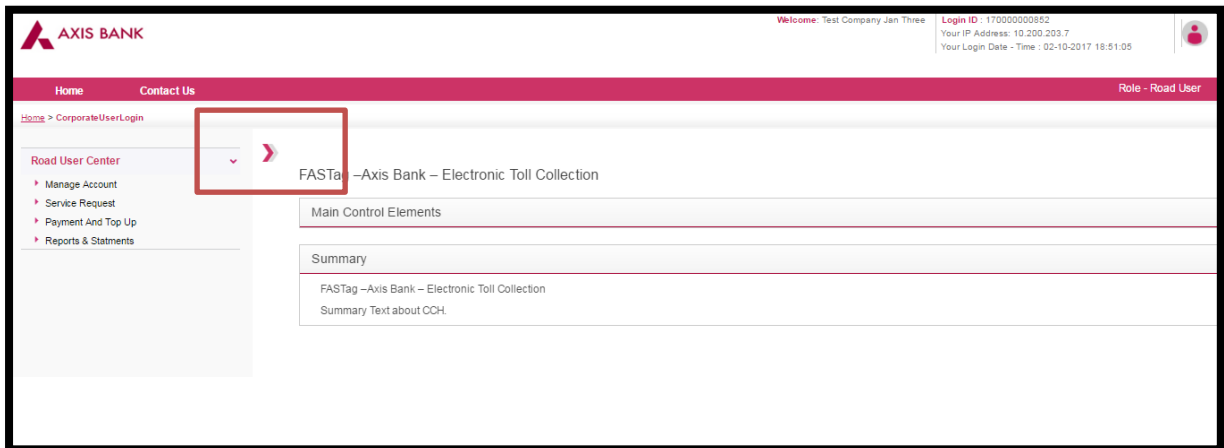 AXIS BANK
Welcome: Test Company Jan Three
Login ID : 170000000852
Your IP Address: 10.200.203.7
Your Login Date - Time : 02-10-2017 18:51:05
Home Contact Us Role - Road User
Home > CorporateUserLogin
Road User Center
Manage Account
Service Request
Payment And Top Up
Reports & Statments
FASTag –Axis Bank – Electronic Toll Collection
Main Control Elements
Summary
FASTag –Axis Bank – Electronic Toll Collection
Summary Text about CCH.